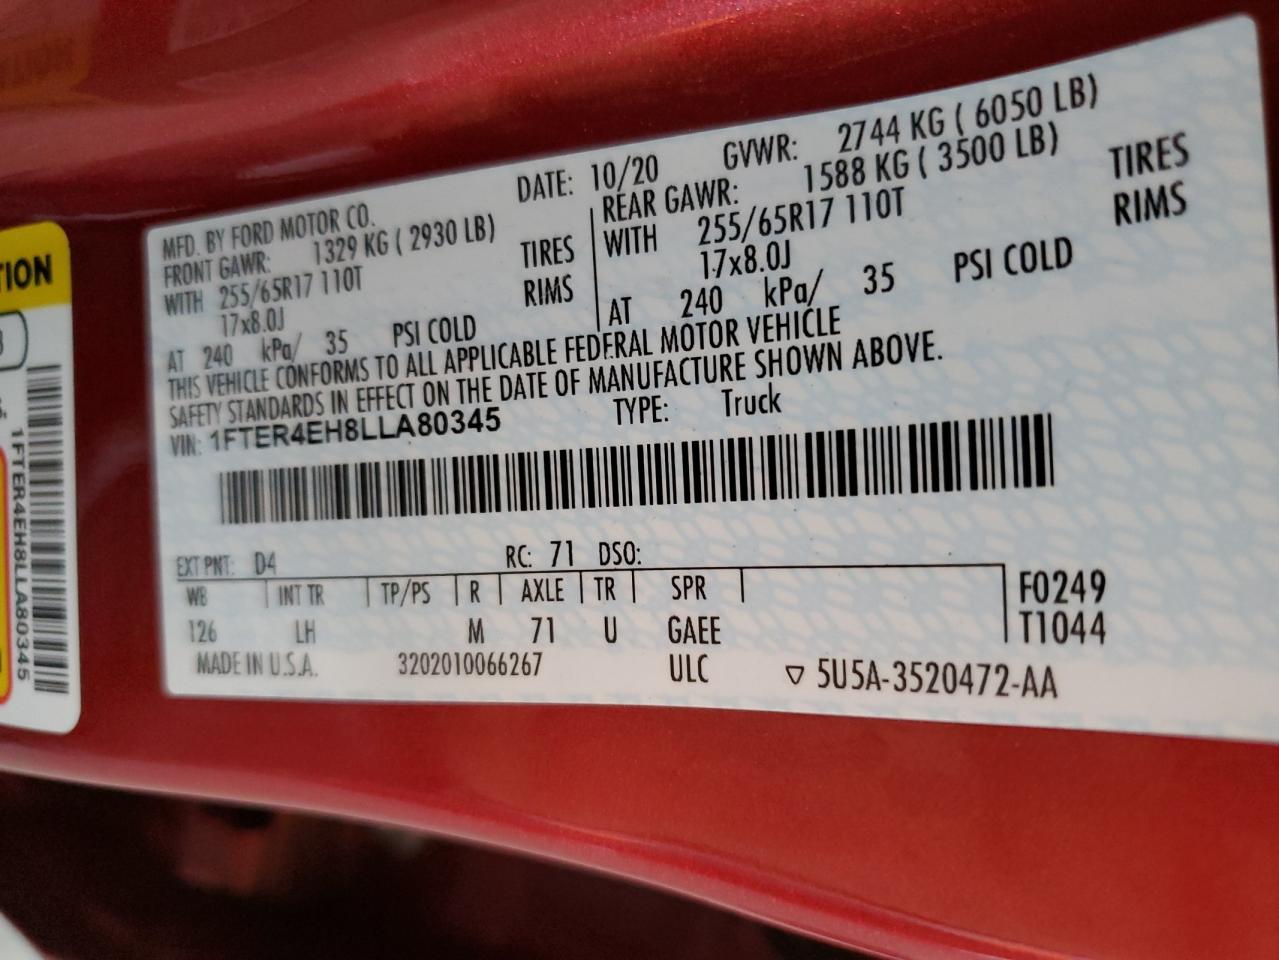 MFD. BY FORD MOTOR CO. DATE: 10/20 GVWR: 2744 KG ( 6050 LB)
FRONT GAWR: 1329 KG ( 2930 LB) REAR GAWR: 1588 KG ( 3500 LB)
WITH 255/65R17 110T TIRES WITH 255/65R17 110T TIRES
17x8.0J RIMS 17x8.0J RIMS
AT 240 kPa/ 35 PSI COLD AT 240 kPa/ 35 PSI COLD
THIS VEHICLE CONFORMS TO ALL APPLICABLE FEDERAL MOTOR VEHICLE
SAFETY STANDARDS IN EFFECT ON THE DATE OF MANUFACTURE SHOWN ABOVE.
VIN: 1FTER4EH8LLA80345 TYPE: Truck
EXT PNT: D4 RC: 71 DSO:
WB INT TR TP/PS R AXLE TR SPR F0249
126 LH M 71 U GAEE T1044
MADE IN U.S.A. 3202010066267 ULC ▽ 5U5A-3520472-AA
1FTER4EH8LLA80345